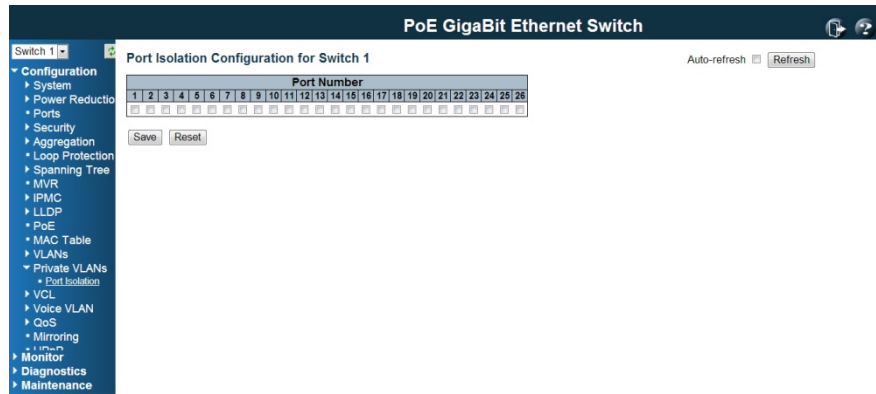 PoE GigaBit Ethernet Switch
Switch 1
Configuration
System
Power Reductio
Ports
Security
Aggregation
Loop Protection
Spanning Tree
MVR
IPMC
LLDP
PoE
MAC Table
VLANs
Private VLANs
Port Isolation
VCL
Voice VLAN
QoS
Mirroring
UPnP
Monitor
Diagnostics
Maintenance
Port Isolation Configuration for Switch 1
Auto-refresh Refresh
Port Number
1 2 3 4 5 6 7 8 9 10 11 12 13 14 15 16 17 18 19 20 21 22 23 24 25 26
Save Reset